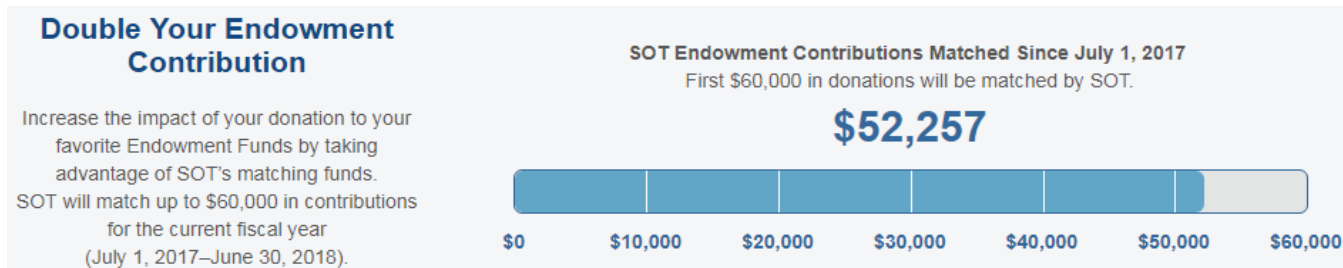 Double Your Endowment
Contribution
Increase the impact of your donation to your
favorite Endowment Funds by taking
advantage of SOT's matching funds.
SOT will match up to $60,000 in contributions
for the current fiscal year
(July 1, 2017–June 30, 2018).
SOT Endowment Contributions Matched Since July 1, 2017
First $60,000 in donations will be matched by SOT.
$52,257
$0 $10,000 $20,000 $30,000 $40,000 $50,000 $60,000